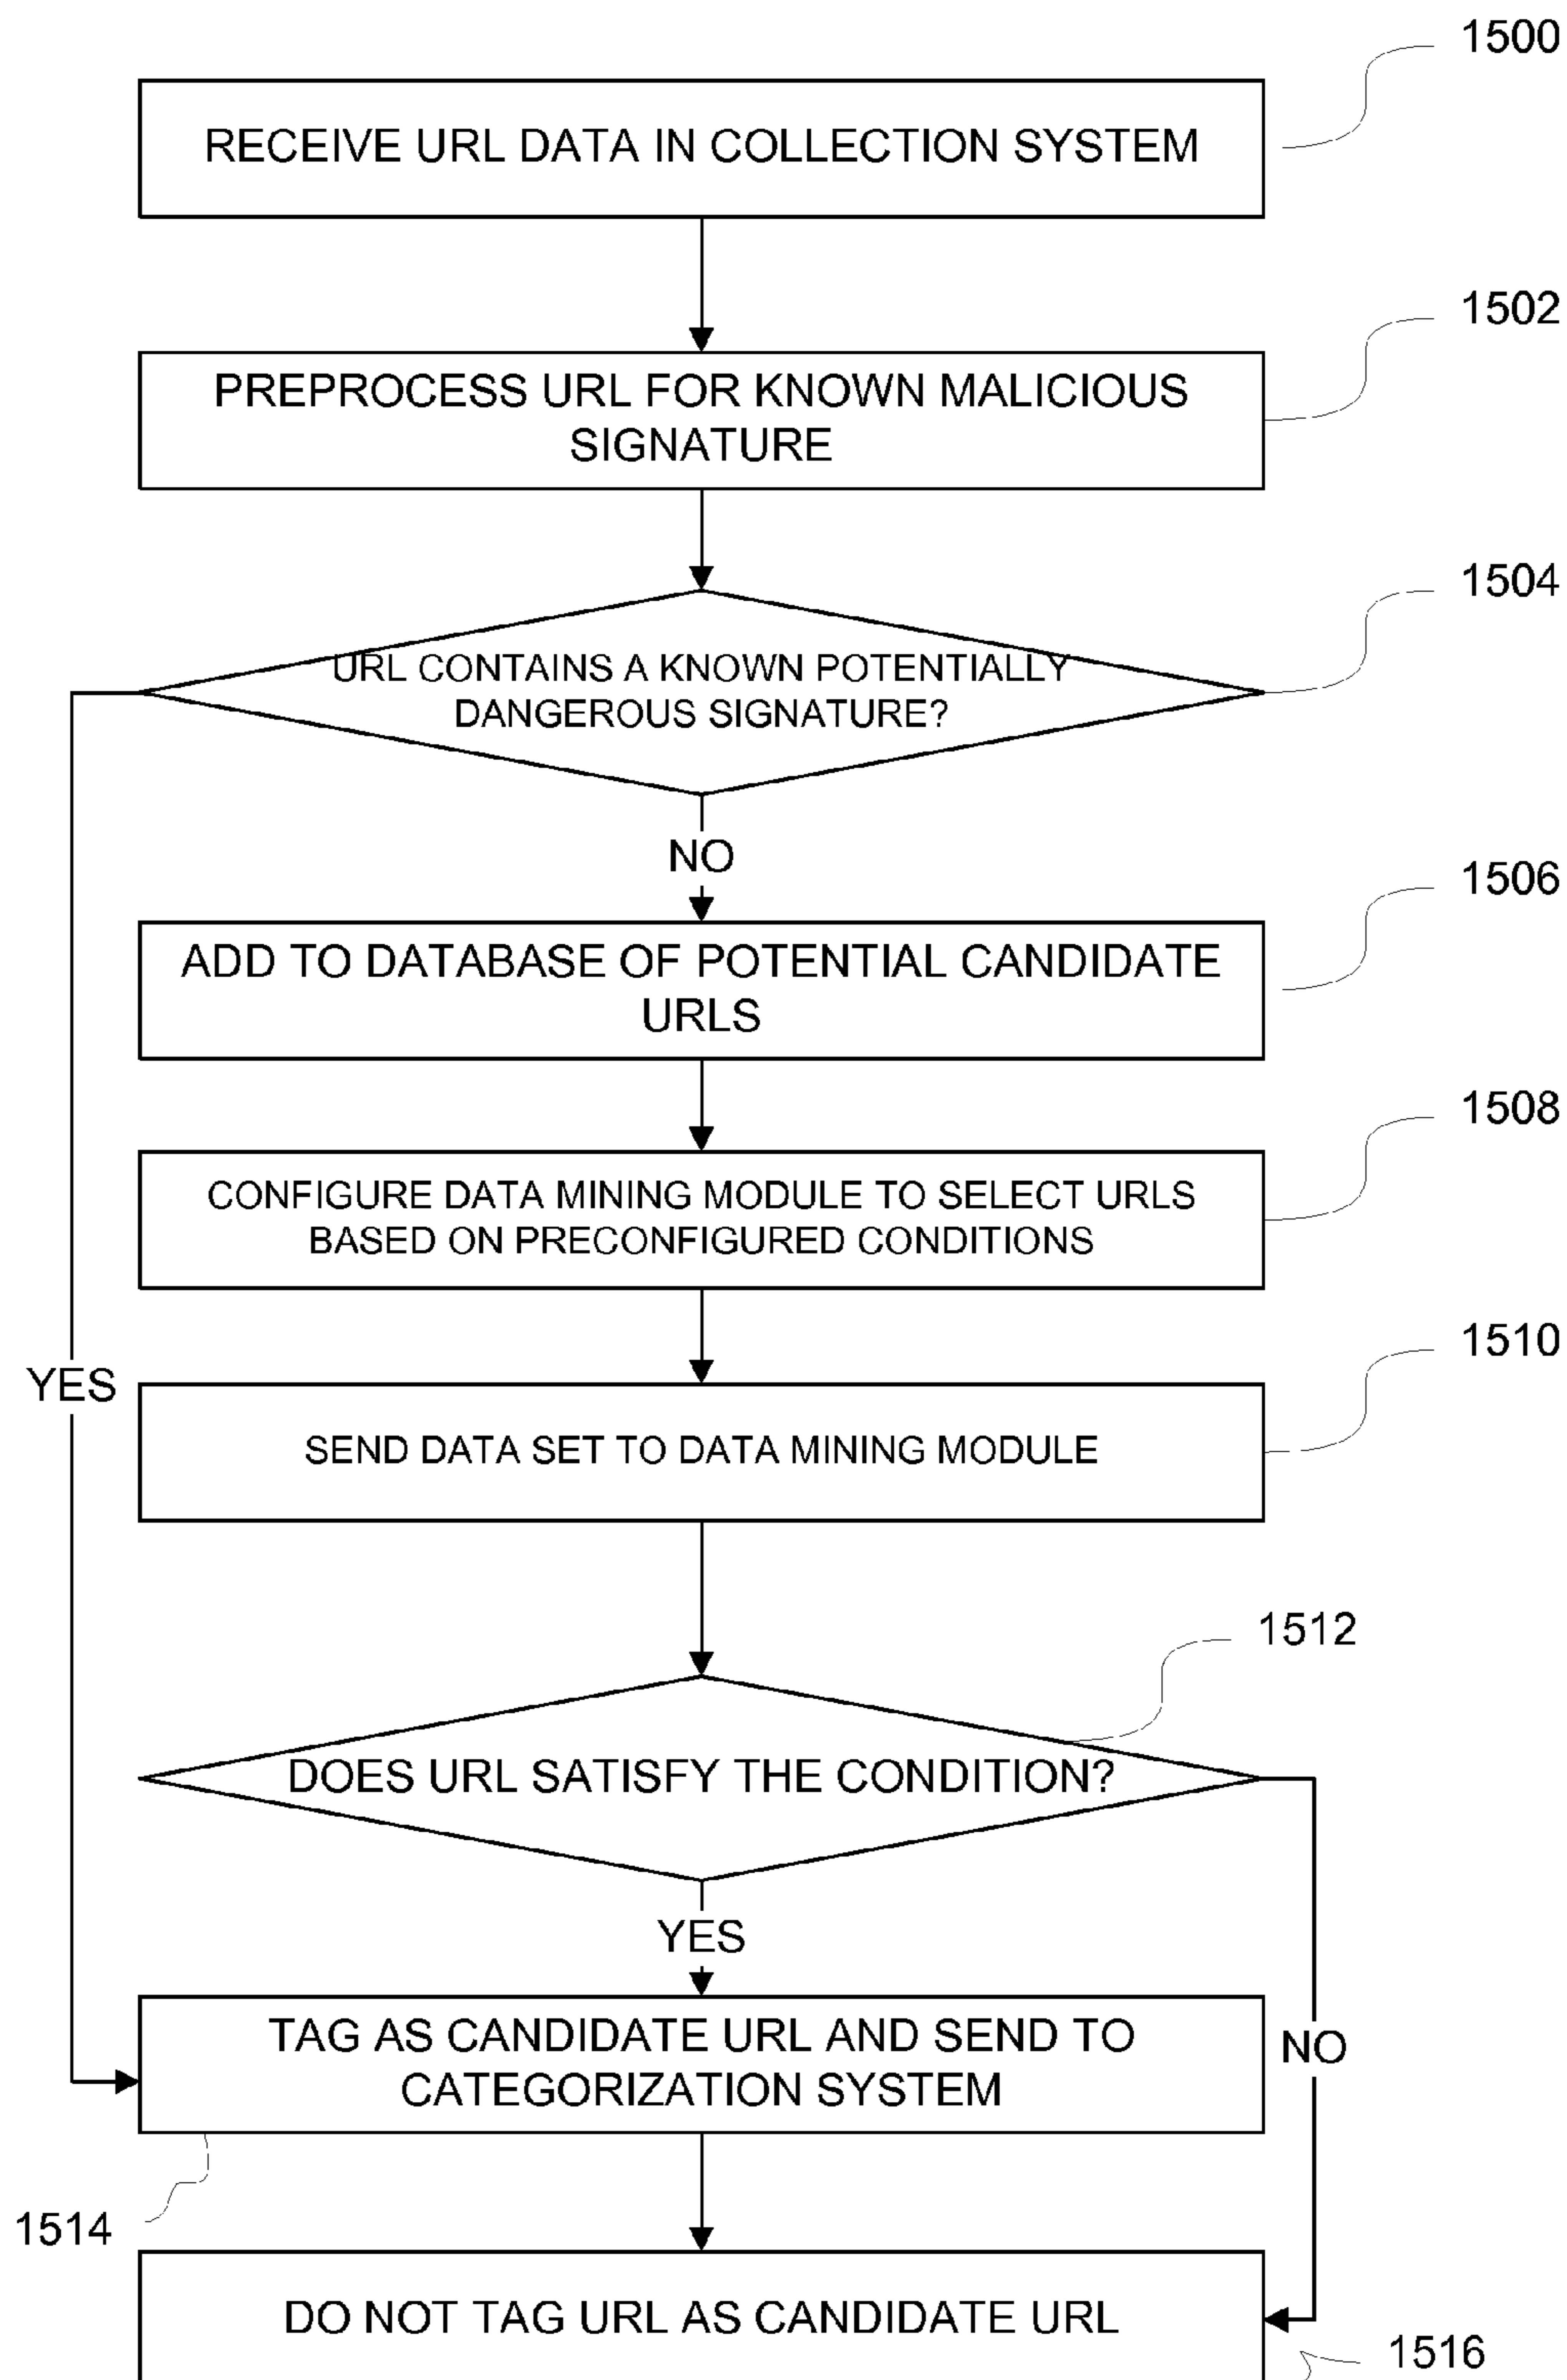 1500
RECEIVE URL DATA IN COLLECTION SYSTEM
1502
PREPROCESS URL FOR KNOWN MALICIOUS
SIGNATURE
1504
URL CONTAINS A KNOWN POTENTIALLY
DANGEROUS SIGNATURE?
NO
1506
ADD TO DATABASE OF POTENTIAL CANDIDATE
URLS
1508
CONFIGURE DATA MINING MODULE TO SELECT URLS
BASED ON PRECONFIGURED CONDITIONS
1510
YES
SEND DATA SET TO DATA MINING MODULE
1512
DOES URL SATISFY THE CONDITION?
YES
TAG AS CANDIDATE URL AND SEND TO
CATEGORIZATION SYSTEM
NO
1514
DO NOT TAG URL AS CANDIDATE URL
1516